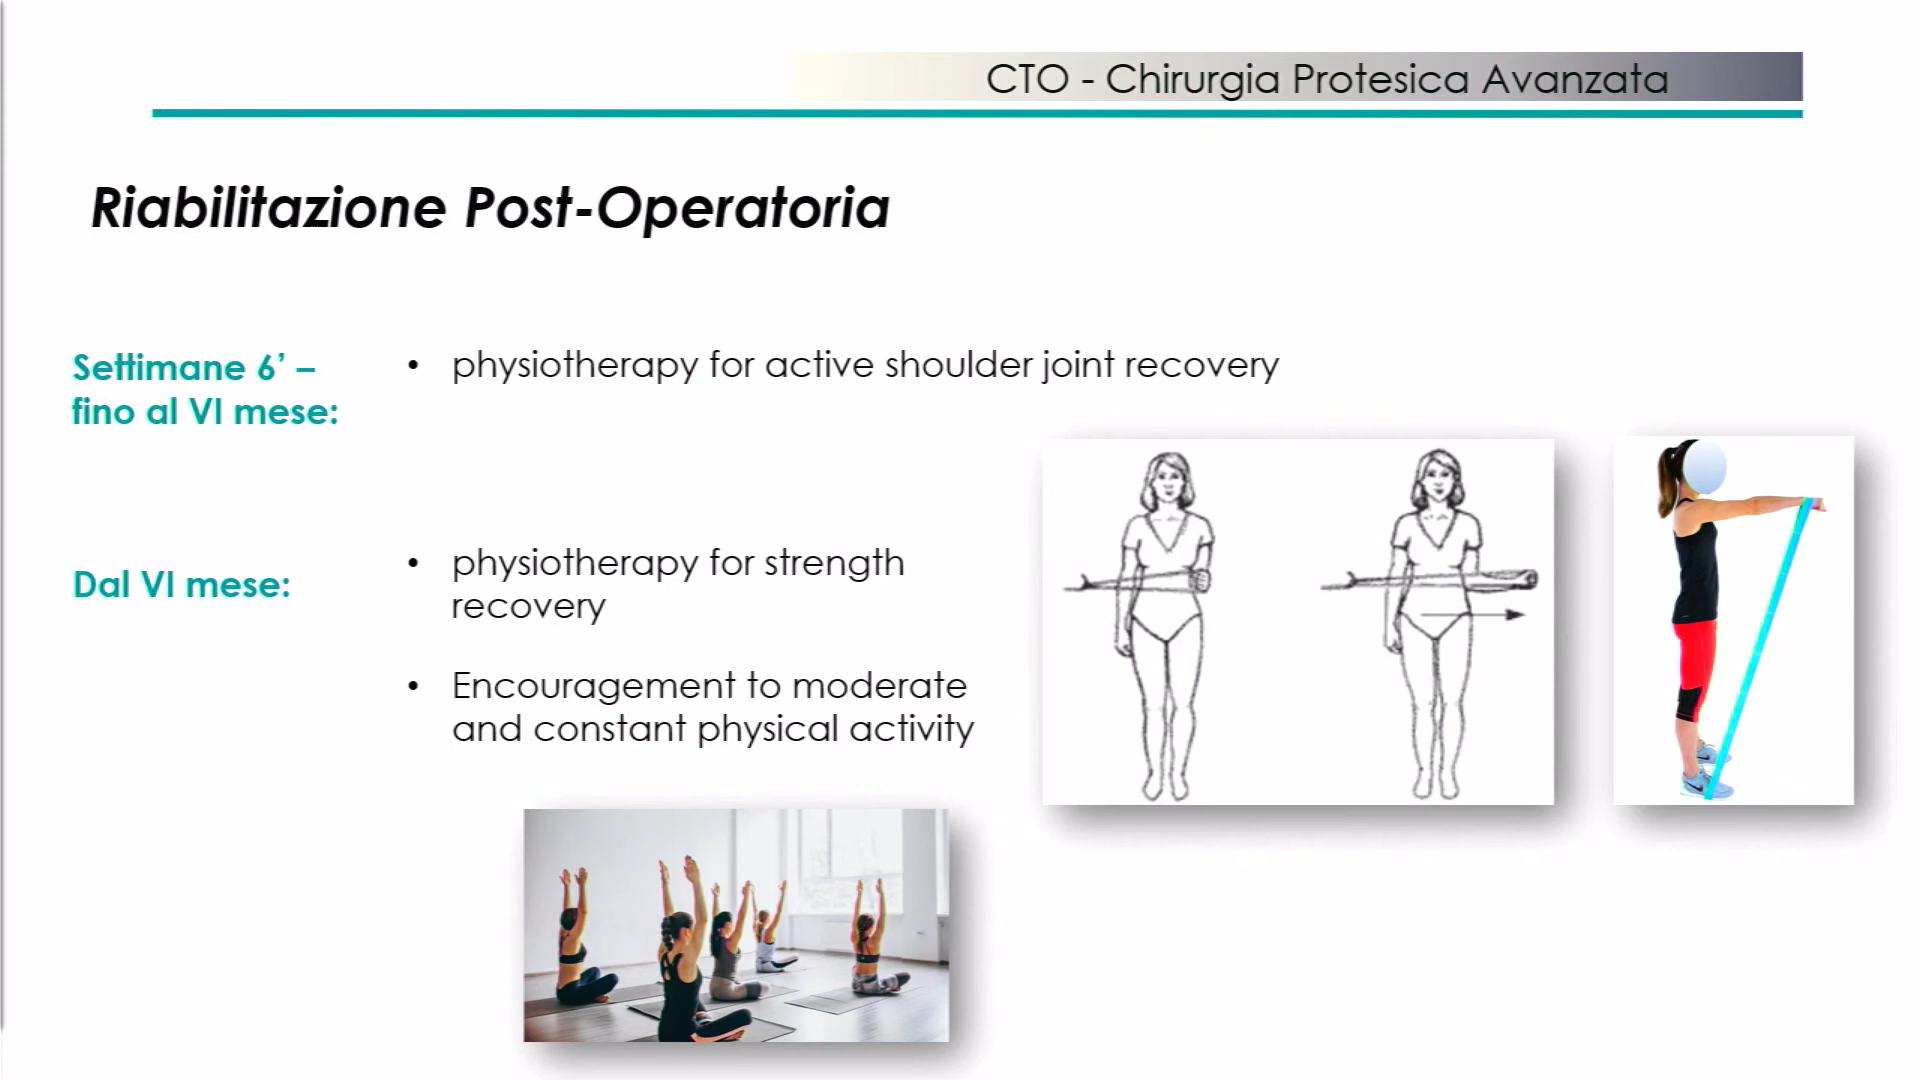 CTO - Chirurgia Protesica Avanzata
Riabilitazione Post-Operatoria
Settimane 6’ –
fino al VI mese:
• physiotherapy for active shoulder joint recovery
Dal VI mese:
• physiotherapy for strength
recovery
• Encouragement to moderate
and constant physical activity